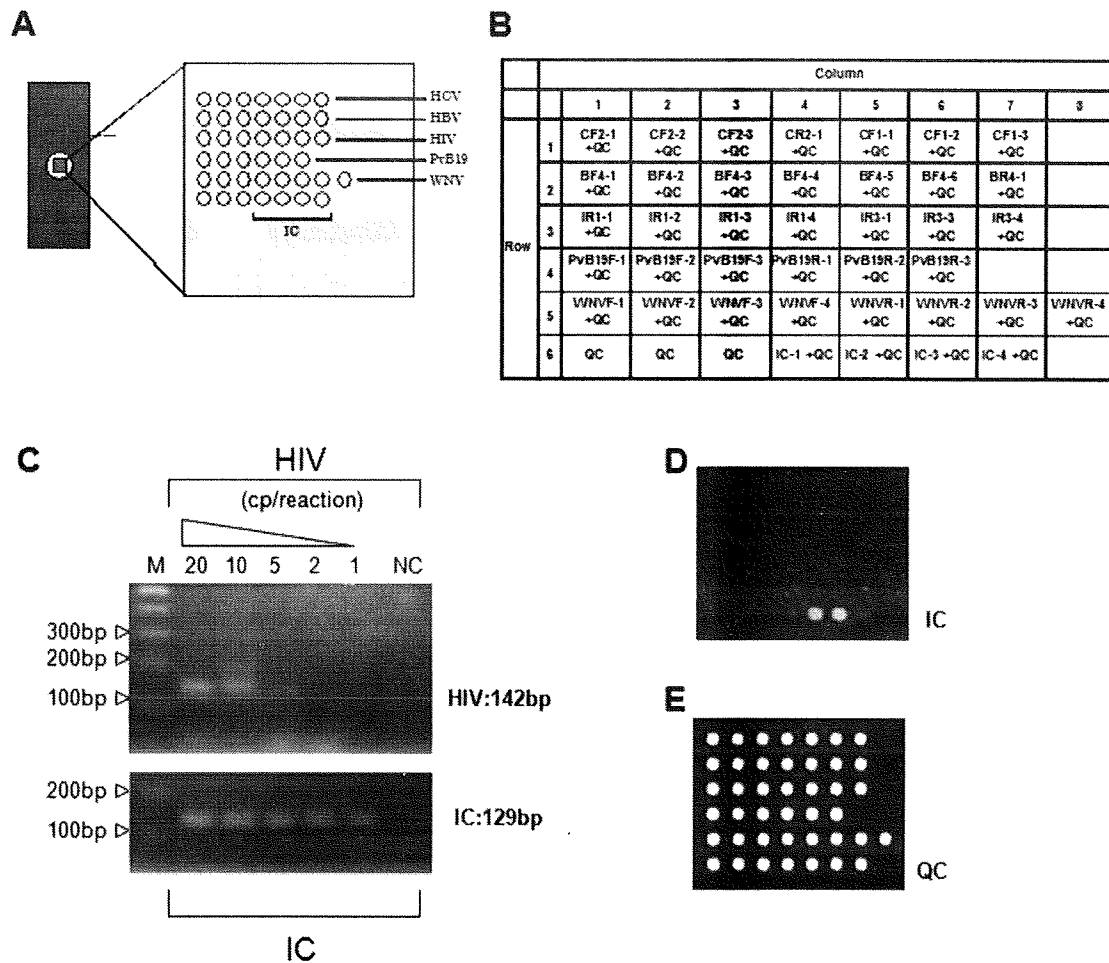 A
HCV
HBV
HIV
PvB19
WNV
IC
B
Column
1 2 3 4 5 6 7 8
Row
1 CF2-1 +QC CF2-2 +QC CF2-3 +QC CR2-1 +QC CF1-1 +QC CF1-2 +QC CF1-3 +QC
2 BF4-1 +QC BF4-2 +QC BF4-3 +QC BF4-4 +QC BF4-5 +QC BF4-6 +QC BR4-1 +QC
3 IR1-1 +QC IR1-2 +QC IR1-3 +QC IR1-4 +QC IR3-1 +QC IR3-3 +QC IR3-4 +QC
4 PvB19F-1 +QC PvB19F-2 +QC PvB19F-3 +QC PvB19R-1 +QC PvB19R-2 +QC PvB19R-3 +QC
5 WNVF-1 +QC WNVF-2 +QC WNVF-3 +QC WNVF-4 +QC WNVR-1 +QC WNVR-2 +QC WNVR-3 +QC WNVR-4 +QC
6 QC QC QC IC-1 +QC IC-2 +QC IC-3 +QC IC-4 +QC
C
HIV
(cp/reaction)
M 20 10 5 2 1 NC
300bp
200bp
100bp
HIV:142bp
200bp
100bp
IC:129bp
IC
D
IC
E
QC